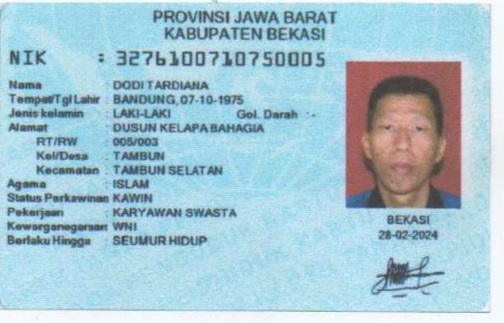 PROVINSI JAWA BARAT
KABUPATEN BEKASI
NIK : 3276100710750005
Nama : DODI TARDIANA
Tempat/Tgl Lahir : BANDUNG, 07-10-1975
Jenis kelamin : LAKI-LAKI Gol. Darah : -
Alamat : DUSUN KELAPA BAHAGIA
RT/RW : 005/003
Kel/Desa : TAMBUN
Kecamatan : TAMBUN SELATAN
Agama : ISLAM
Status Perkawinan KAWIN
Pekerjaan : KARYAWAN SWASTA
Kewarganegaraan WNI
Berlaku Hingga : SEUMUR HIDUP
BEKASI
28-02-2024